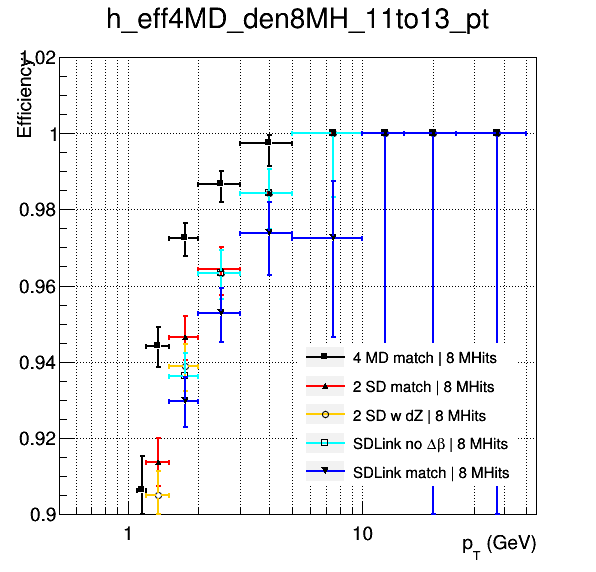 h_eff4MD_den8MH_11to13_pt
Efficiency
1.02
1
0.98
0.96
0.94
0.92
0.9
4 MD match | 8 MHits
2 SD match | 8 MHits
2 SD w dZ | 8 MHits
SDLink no Δβ | 8 MHits
SDLink match | 8 MHits
1
10
p_T (GeV)